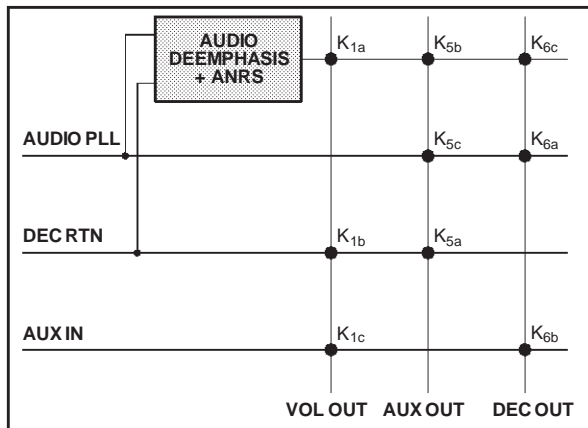 AUDIO
DEEMPHASIS
+ ANRS
K1a
K5b
K6c
AUDIO PLL
K5c
K6a
DEC RTN
K1b
K5a
AUX IN
K1c
K6b
VOL OUT
AUX OUT
DEC OUT